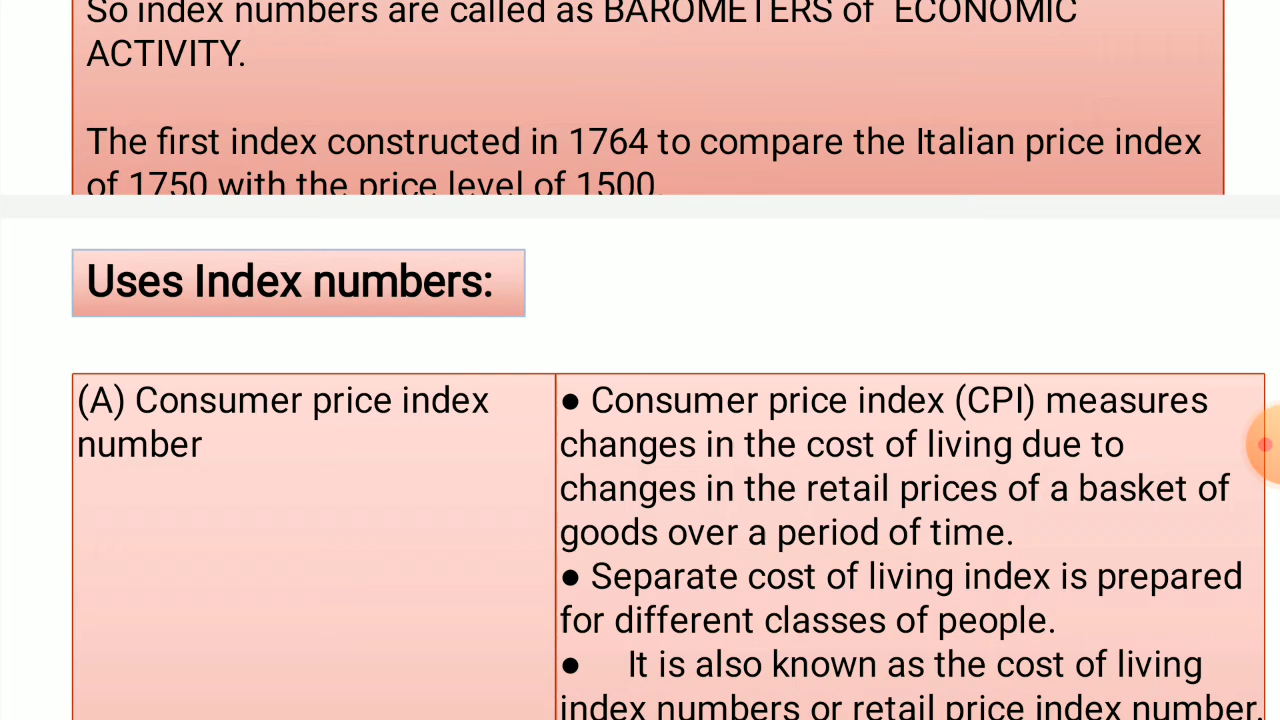 So index numbers are called as BAROMETERS of ECONOMIC
ACTIVITY.
The first index constructed in 1764 to compare the Italian price index
of 1750 with the price level of 1500.
Uses Index numbers:
(A) Consumer price index
number
● Consumer price index (CPI) measures
changes in the cost of living due to
changes in the retail prices of a basket of
goods over a period of time.
● Separate cost of living index is prepared
for different classes of people.
● It is also known as the cost of living
index numbers or retail price index number.